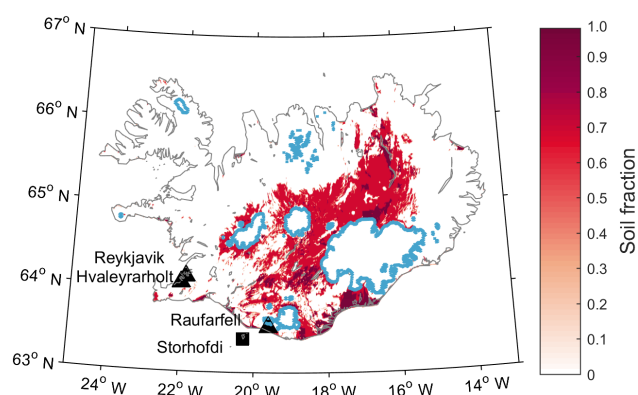 67° N
66° N
65° N
64° N
63° N
24° W
22° W
20° W
18° W
16° W
14° W
Reykjavik
Hvaleyrarholt
Raufarfell
Storhofdi
1.0
0.9
0.8
0.7
0.6
0.5
0.4
0.3
0.2
0.1
0
Soil fraction